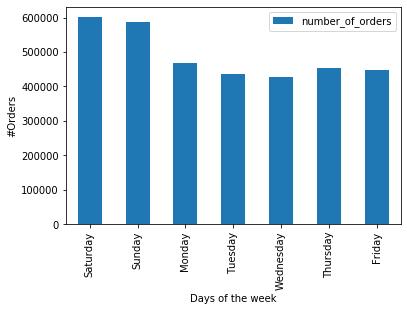 number_of_orders
600000
500000
400000
300000
200000
100000
0
#Orders
Saturday
Sunday
Monday
Tuesday
Wednesday
Thursday
Friday
Days of the week